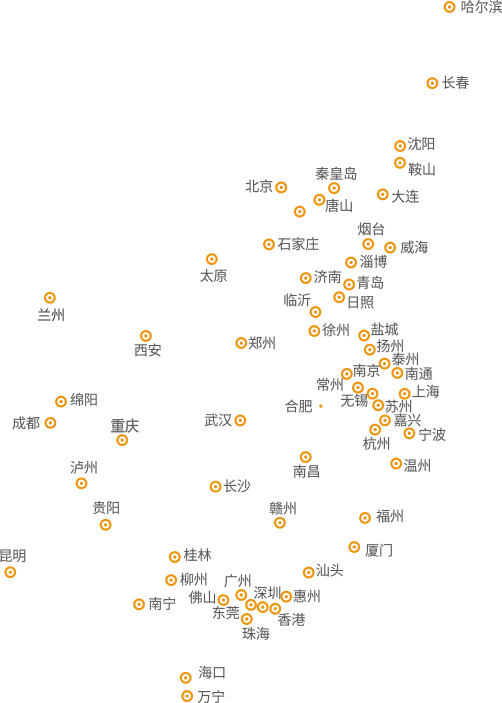 哈尔滨
长春
沈阳
鞍山
秦皇岛
北京
大连
唐山
烟台
石家庄
威海
淄博
太原
济南
青岛
临沂
日照
兰州
徐州
盐城
西安
郑州
扬州
泰州
南京
南通
常州
上海
绵阳
无锡
合肥
苏州
成都
重庆
武汉
嘉兴
宁波
杭州
泸州
南昌
温州
长沙
贵阳
赣州
福州
昆明
桂林
厦门
柳州
广州
汕头
佛山
深圳
惠州
南宁
东莞
香港
珠海
海口
万宁